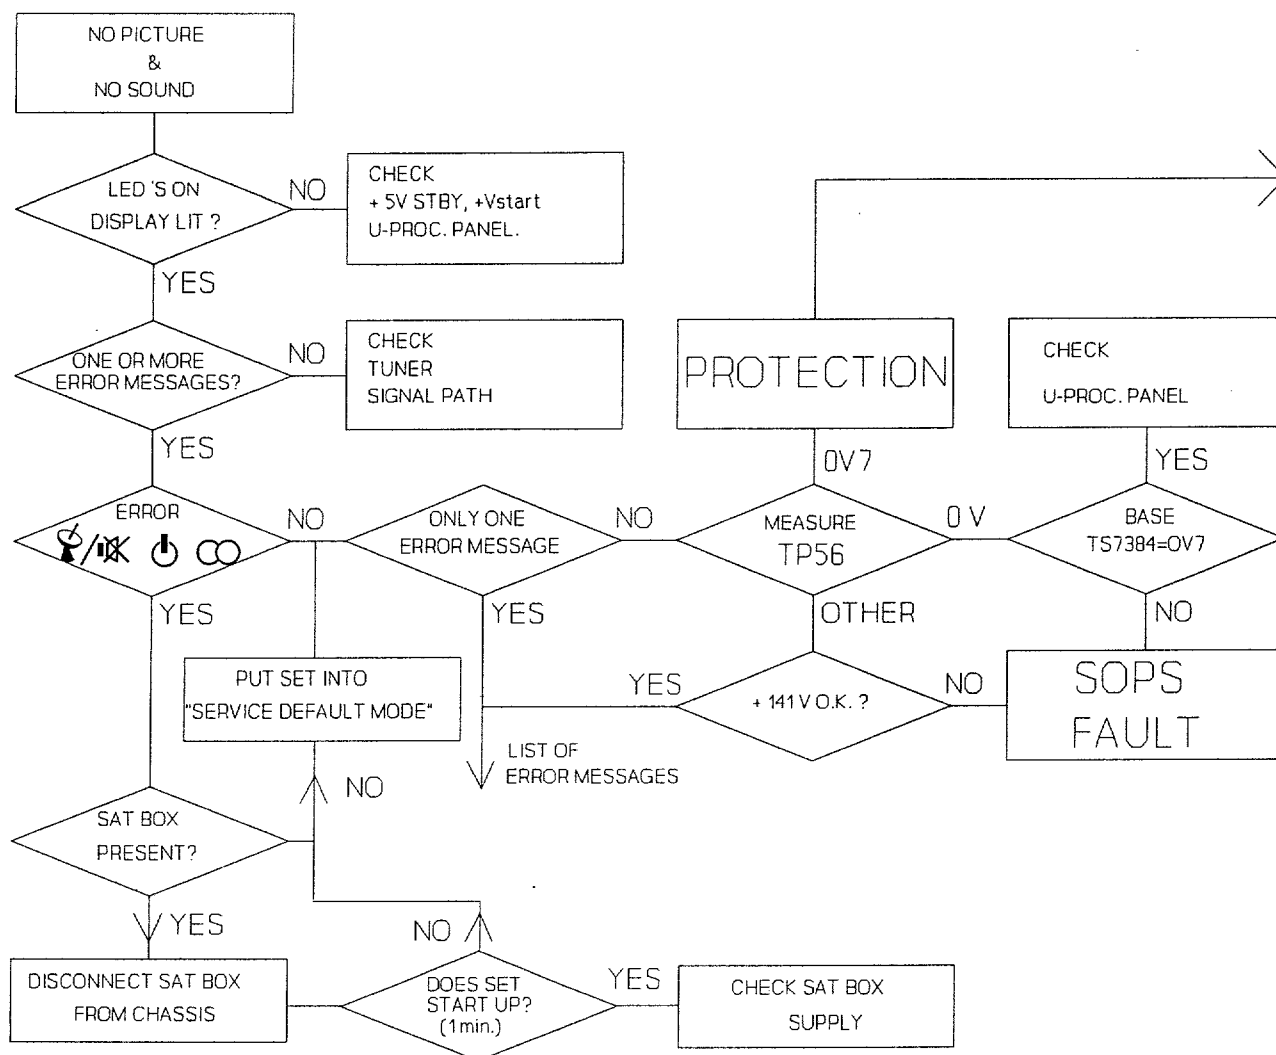 NO PICTURE
&
NO SOUND
LED 'S ON
DISPLAY LIT ?
NO
CHECK
+ 5V STBY, +Vstart
U-PROC. PANEL.
YES
ONE OR MORE
ERROR MESSAGES?
NO
CHECK
TUNER
SIGNAL PATH
PROTECTION
CHECK
U-PROC. PANEL
YES
0V7
YES
ERROR
NO
ONLY ONE
ERROR MESSAGE
NO
MEASURE
TP56
0 V
BASE
TS7384=0V7
YES
YES
OTHER
NO
PUT SET INTO
"SERVICE DEFAULT MODE"
YES
+ 141 V O.K. ?
NO
SOPS
FAULT
LIST OF
ERROR MESSAGES
NO
SAT BOX
PRESENT?
YES
NO
DISCONNECT SAT BOX
FROM CHASSIS
DOES SET
START UP?
(1min.)
YES
CHECK SAT BOX
SUPPLY